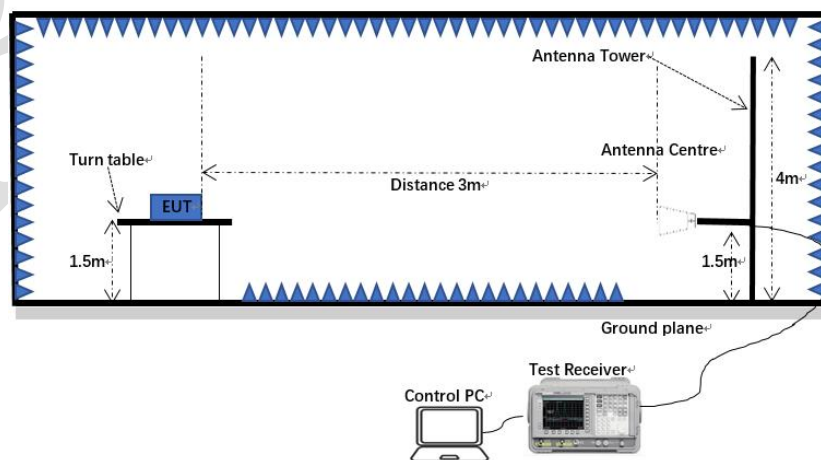 Antenna Tower
Antenna Centre
Turn table
Distance 3m
4m
EUT
1.5m
1.5m
Ground plane
Test Receiver
Control PC